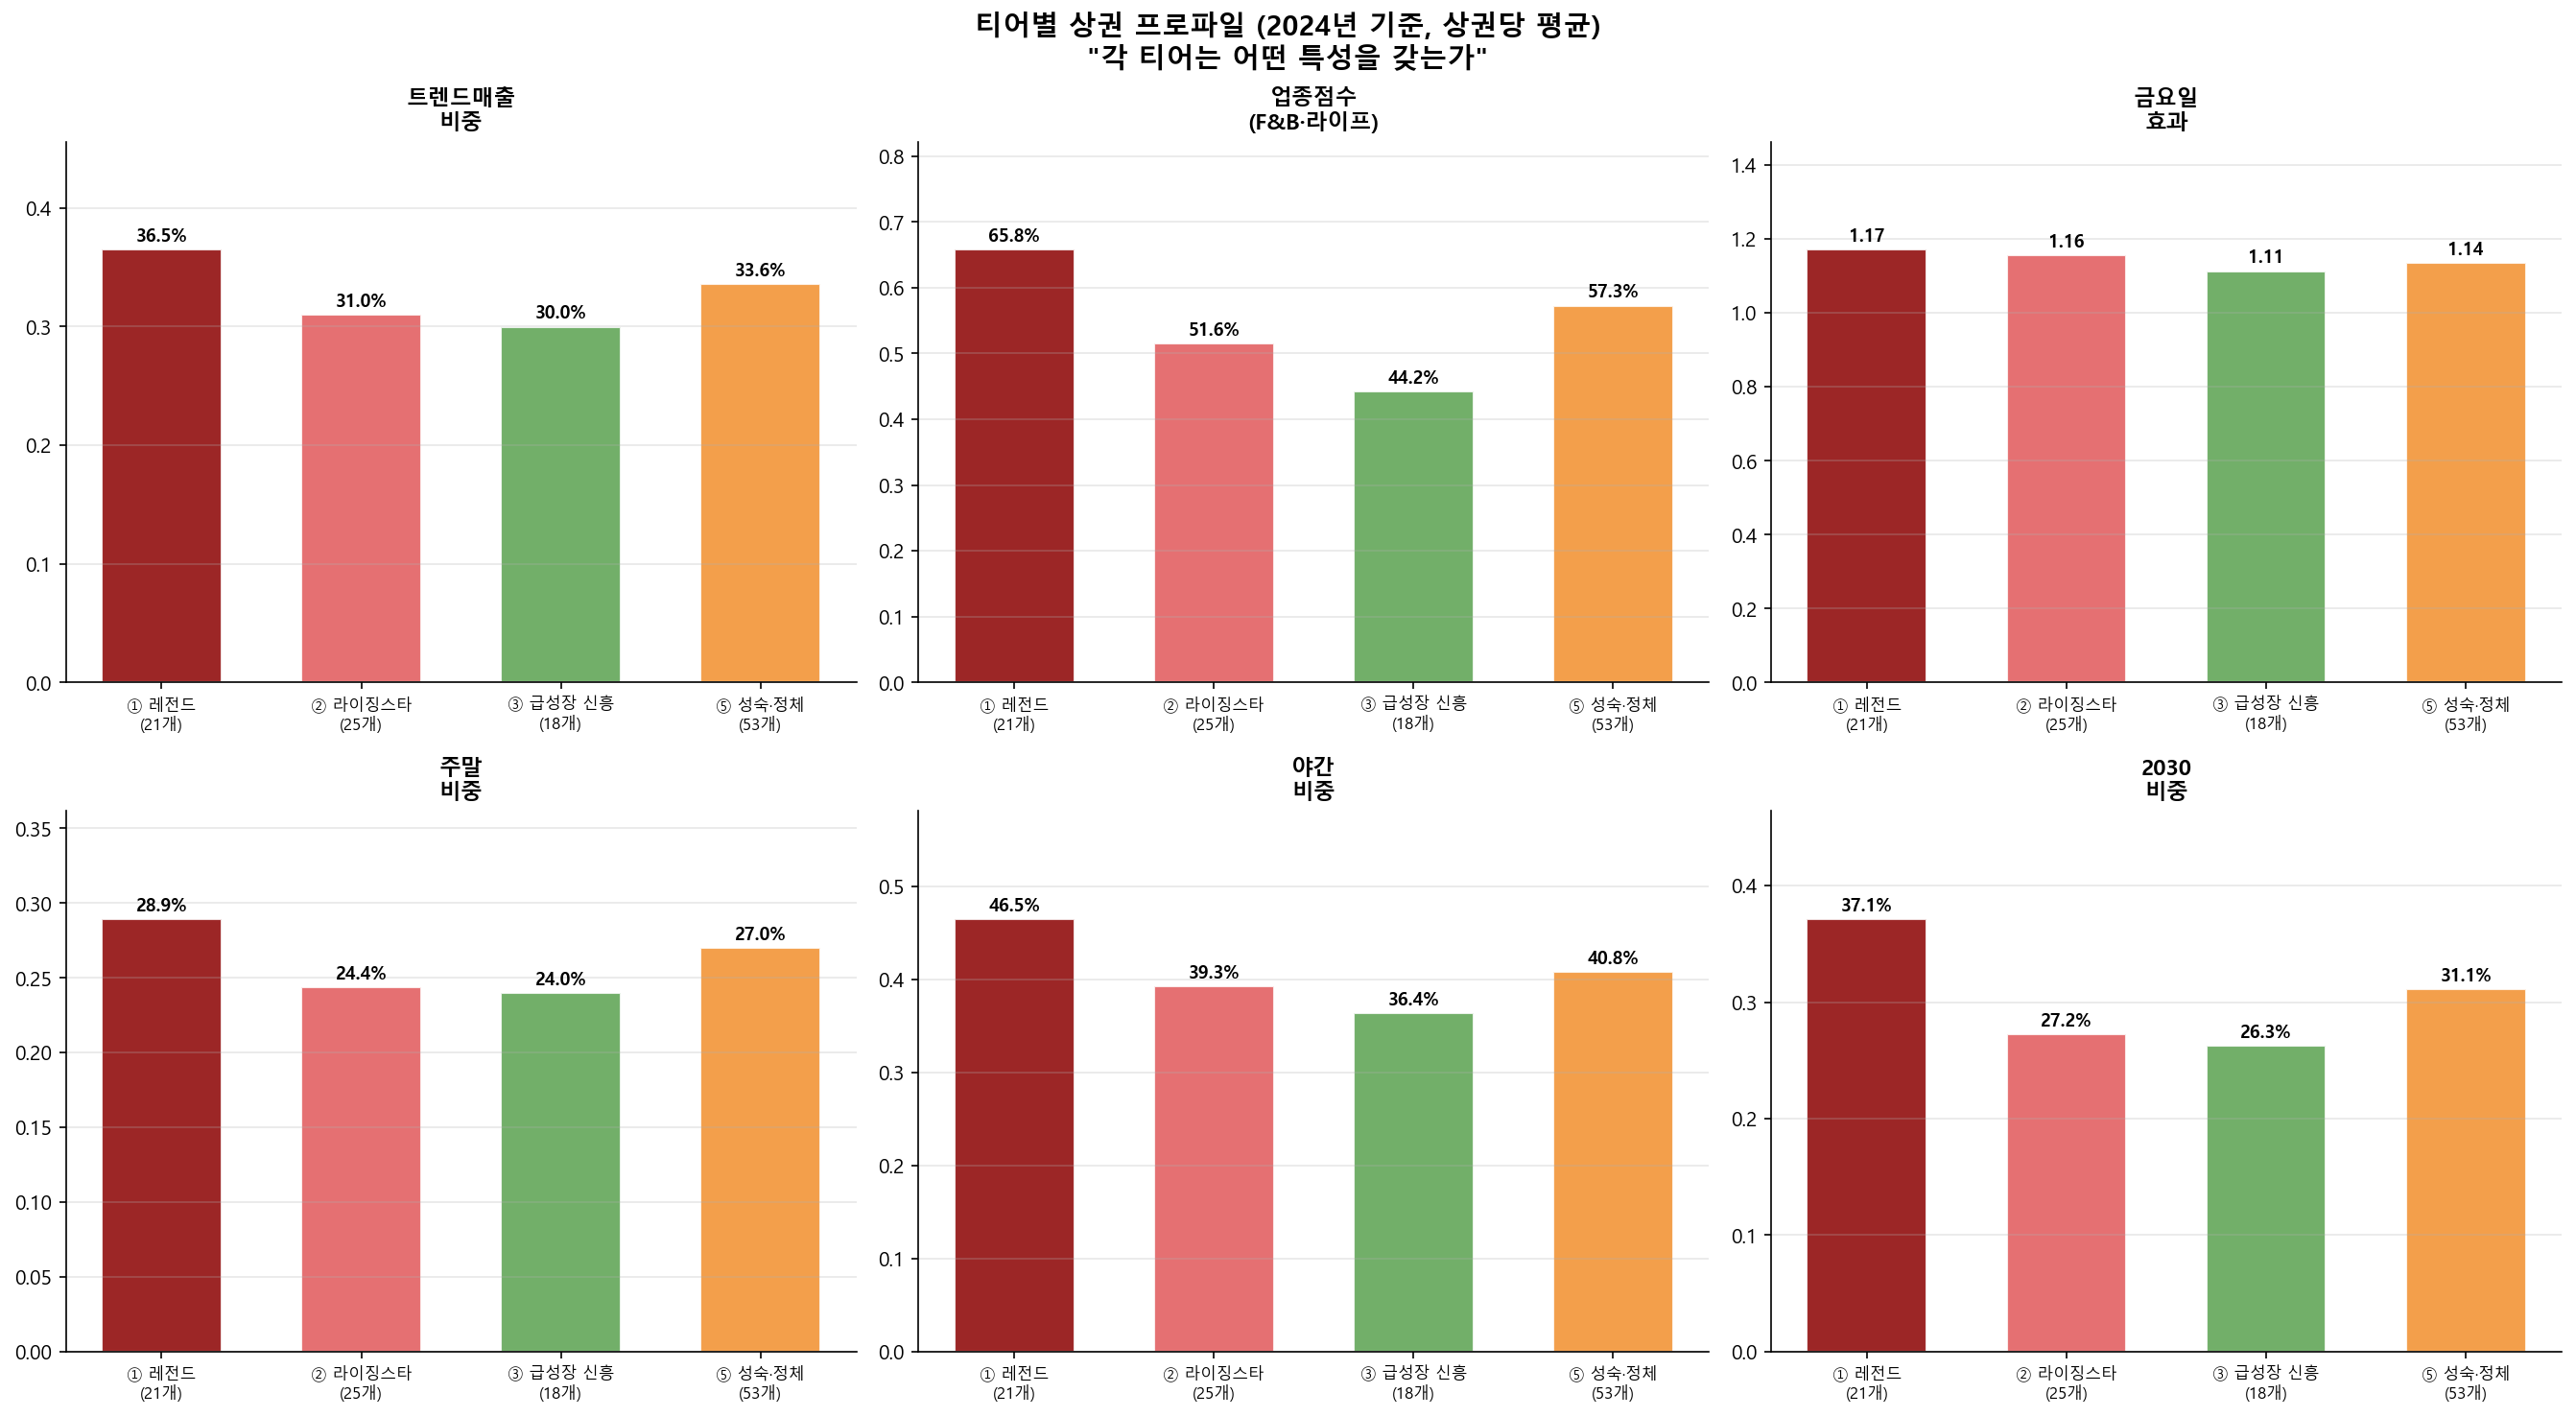 티어별 상권 프로파일 (2024년 기준, 상권당 평균)
"각 티어는 어떤 특성을 갖는가"
트렌드매출
비중
0.4
0.3
0.2
0.1
0.0
36.5%
31.0%
30.0%
33.6%
① 레전드
(21개)
② 라이징스타
(25개)
③ 급성장 신흥
(18개)
⑤ 성숙·정체
(53개)
업종점수
(F&B·라이프)
0.8
0.7
0.6
0.5
0.4
0.3
0.2
0.1
0.0
65.8%
51.6%
44.2%
57.3%
① 레전드
(21개)
② 라이징스타
(25개)
③ 급성장 신흥
(18개)
⑤ 성숙·정체
(53개)
금요일
효과
1.4
1.2
1.0
0.8
0.6
0.4
0.2
0.0
1.17
1.16
1.11
1.14
① 레전드
(21개)
② 라이징스타
(25개)
③ 급성장 신흥
(18개)
⑤ 성숙·정체
(53개)
주말
비중
0.35
0.30
0.25
0.20
0.15
0.10
0.05
0.00
28.9%
24.4%
24.0%
27.0%
① 레전드
(21개)
② 라이징스타
(25개)
③ 급성장 신흥
(18개)
⑤ 성숙·정체
(53개)
야간
비중
0.5
0.4
0.3
0.2
0.1
0.0
46.5%
39.3%
36.4%
40.8%
① 레전드
(21개)
② 라이징스타
(25개)
③ 급성장 신흥
(18개)
⑤ 성숙·정체
(53개)
2030
비중
0.4
0.3
0.2
0.1
0.0
37.1%
27.2%
26.3%
31.1%
① 레전드
(21개)
② 라이징스타
(25개)
③ 급성장 신흥
(18개)
⑤ 성숙·정체
(53개)